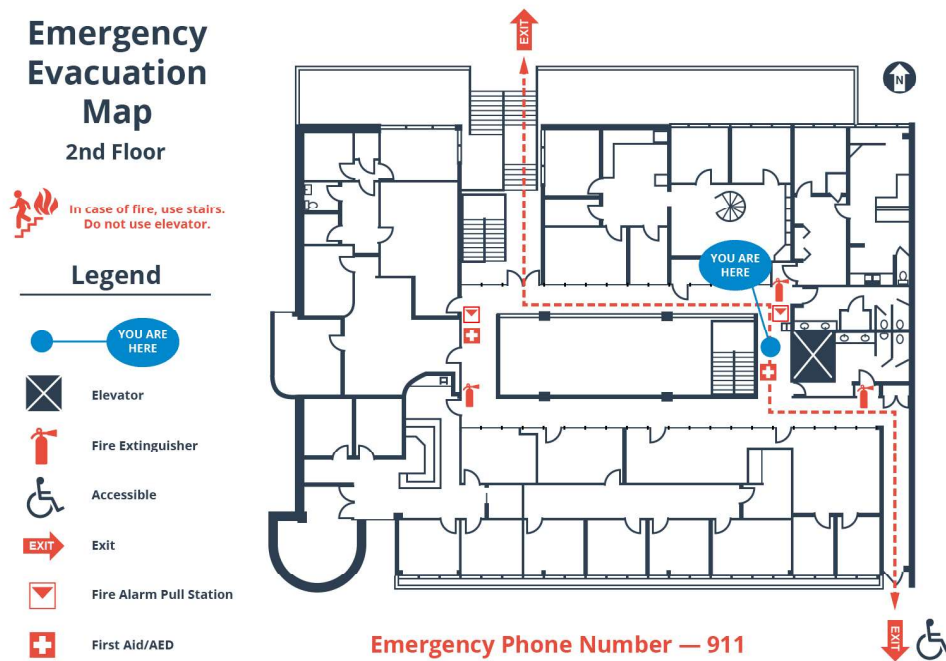 Emergency
Evacuation
Map
2nd Floor
In case of fire, use stairs.
Do not use elevator.
Legend
YOU ARE
HERE
Elevator
Fire Extinguisher
Accessible
EXIT
Exit
Fire Alarm Pull Station
First Aid/AED
EXIT
N
YOU ARE
HERE
EXIT
Emergency Phone Number — 911